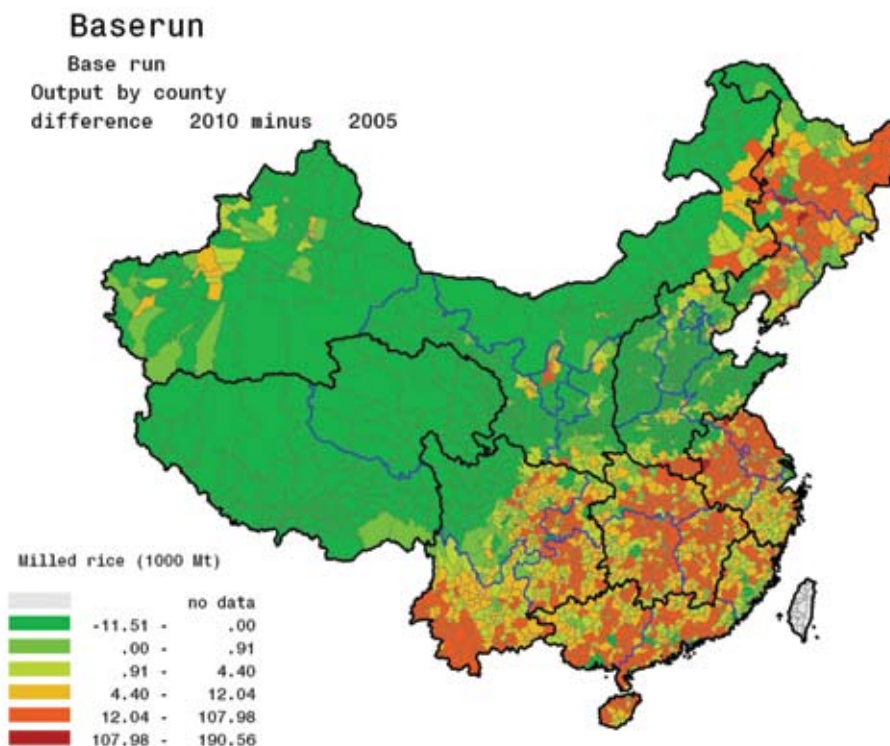 Baserun
Base run
Output by county
difference 2010 minus 2005
Milled rice (1000 Mt)
no data
-11.51 - .00
.00 - .91
.91 - 4.40
4.40 - 12.04
12.04 - 107.98
107.98 - 190.56